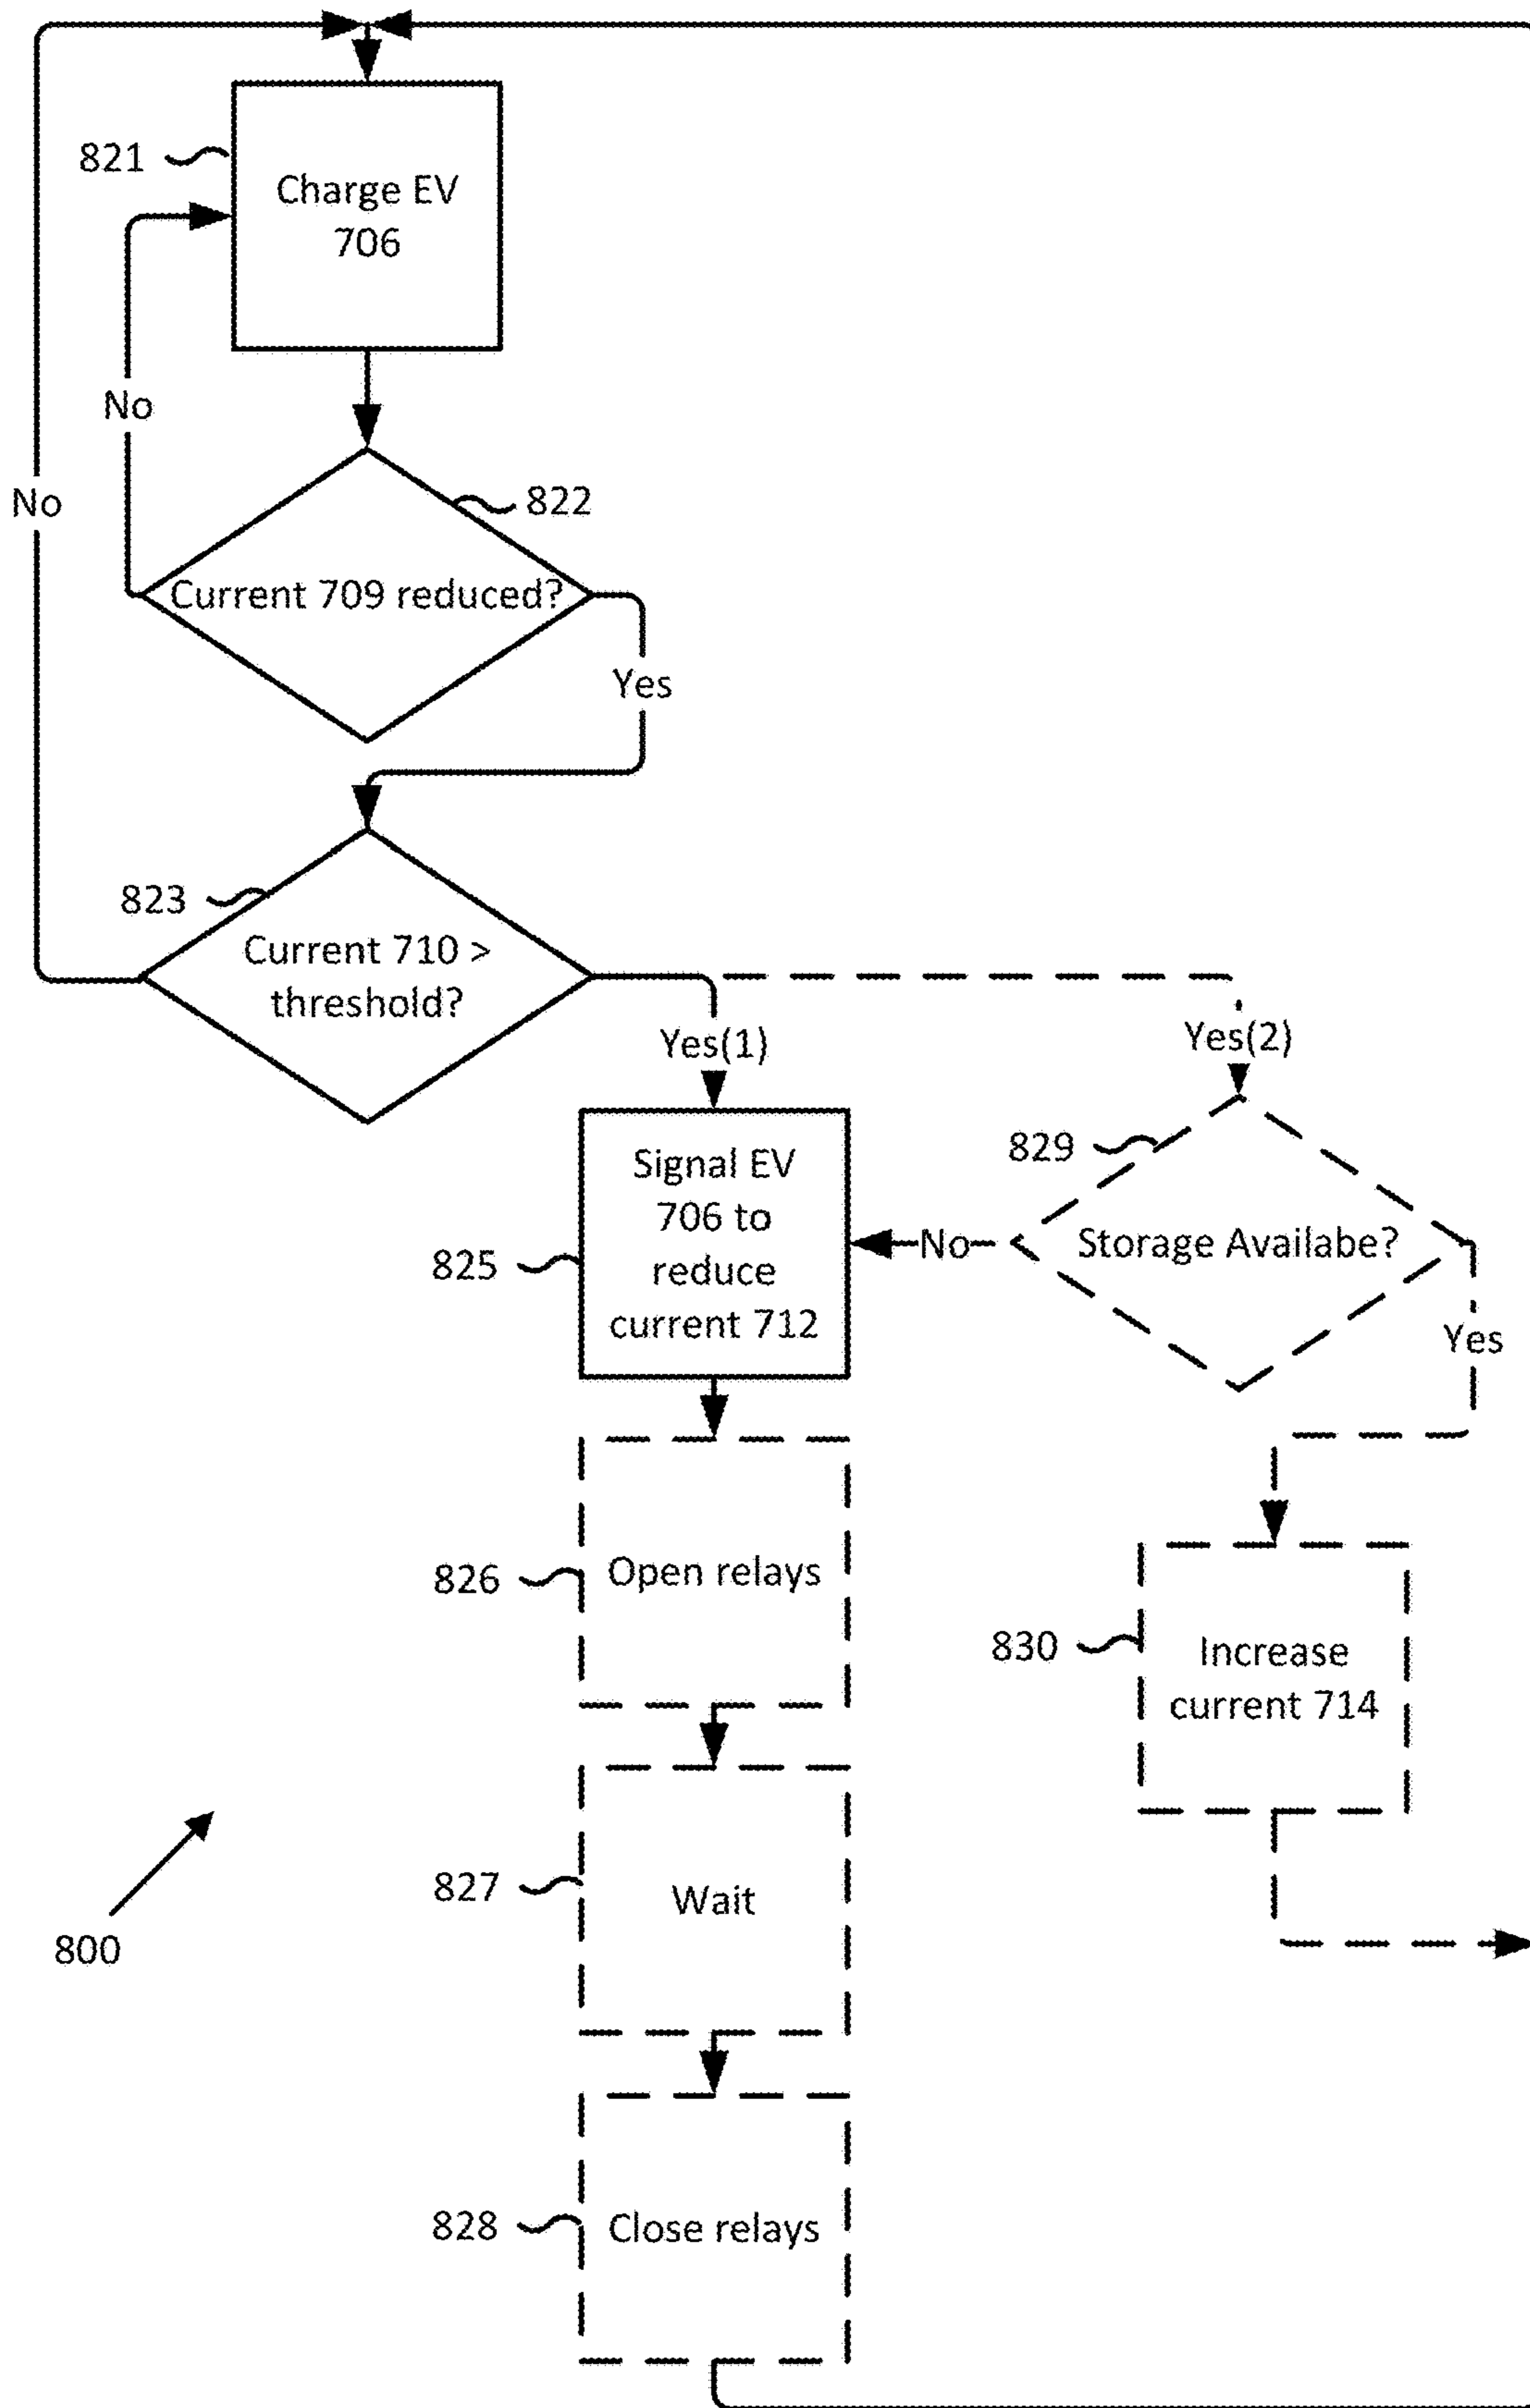 821
Charge EV
706
No
No
822
Current 709 reduced?
Yes
823
Current 710 >
threshold?
Yes(1)
Yes(2)
829
Signal EV
706 to
reduce
current 712
825
No
Storage Availabe?
Yes
826
Open relays
830
Increase
current 714
827
Wait
800
828
Close relays